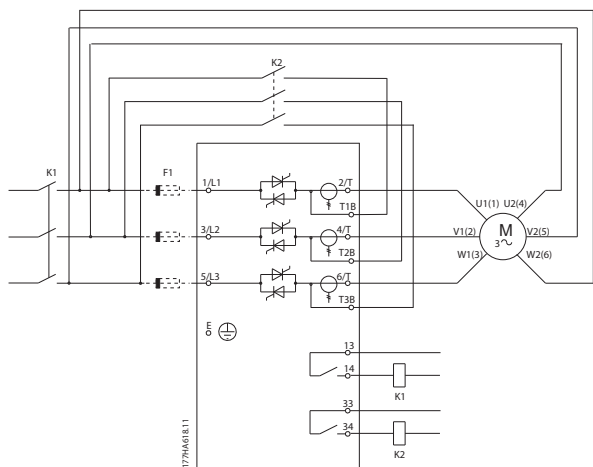 K2
K1
F1
1/L1
2/T
T1B
U1(1) U2(4)
3/L2
4/T
T2B
V1(2)
M
3~
V2(5)
W1(3)
W2(6)
5/L3
6/T
T3B
E
13
14
K1
33
34
K2
177HA618.11